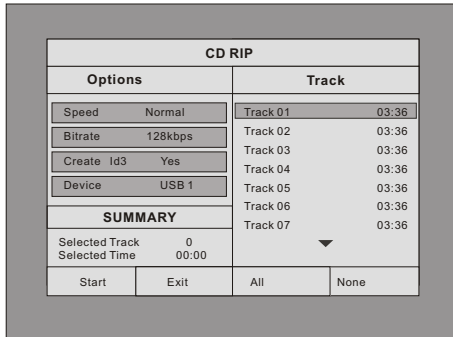 CD RIP
Options
Speed Normal
Bitrate 128kbps
Create Id3 Yes
Device USB 1
SUMMARY
Selected Track 0
Selected Time 00:00
Track
Track 01 03:36
Track 02 03:36
Track 03 03:36
Track 04 03:36
Track 05 03:36
Track 06 03:36
Track 07 03:36
Start Exit All None